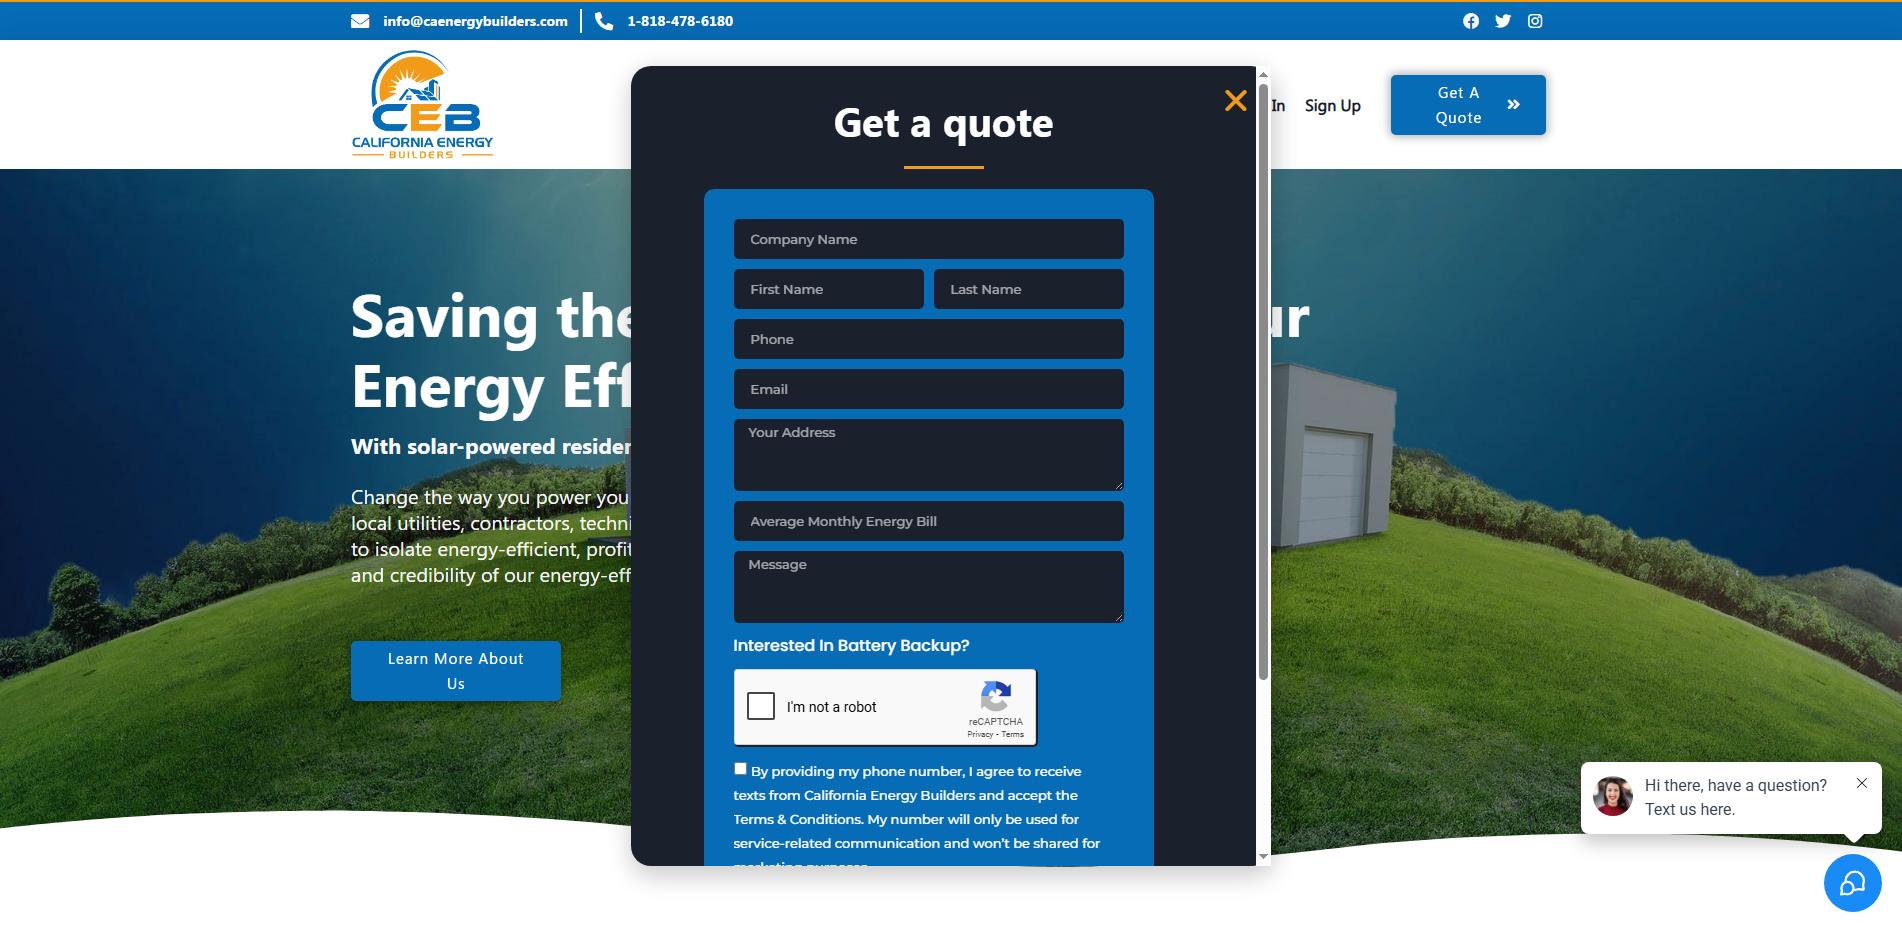 info@caenergybuilders.com
1-818-478-6180
CEB
CALIFORNIA ENERGY
BUILDERS
In
Sign Up
Get A
Quote
Saving the
ur
Energy Eff
With solar-powered resider
Change the way you power you
local utilities, contractors, techni
to isolate energy-efficient, profit
and credibility of our energy-eff
Learn More About
Us
Get a quote
Company Name
First Name
Last Name
Phone
Email
Your Address
Average Monthly Energy Bill
Message
Interested In Battery Backup?
I'm not a robot
reCAPTCHA
Privacy - Terms
By providing my phone number, I agree to receive
texts from California Energy Builders and accept the
Terms & Conditions. My number will only be used for
service-related communication and won't be shared for
marketing purposes.
Hi there, have a question?
Text us here.